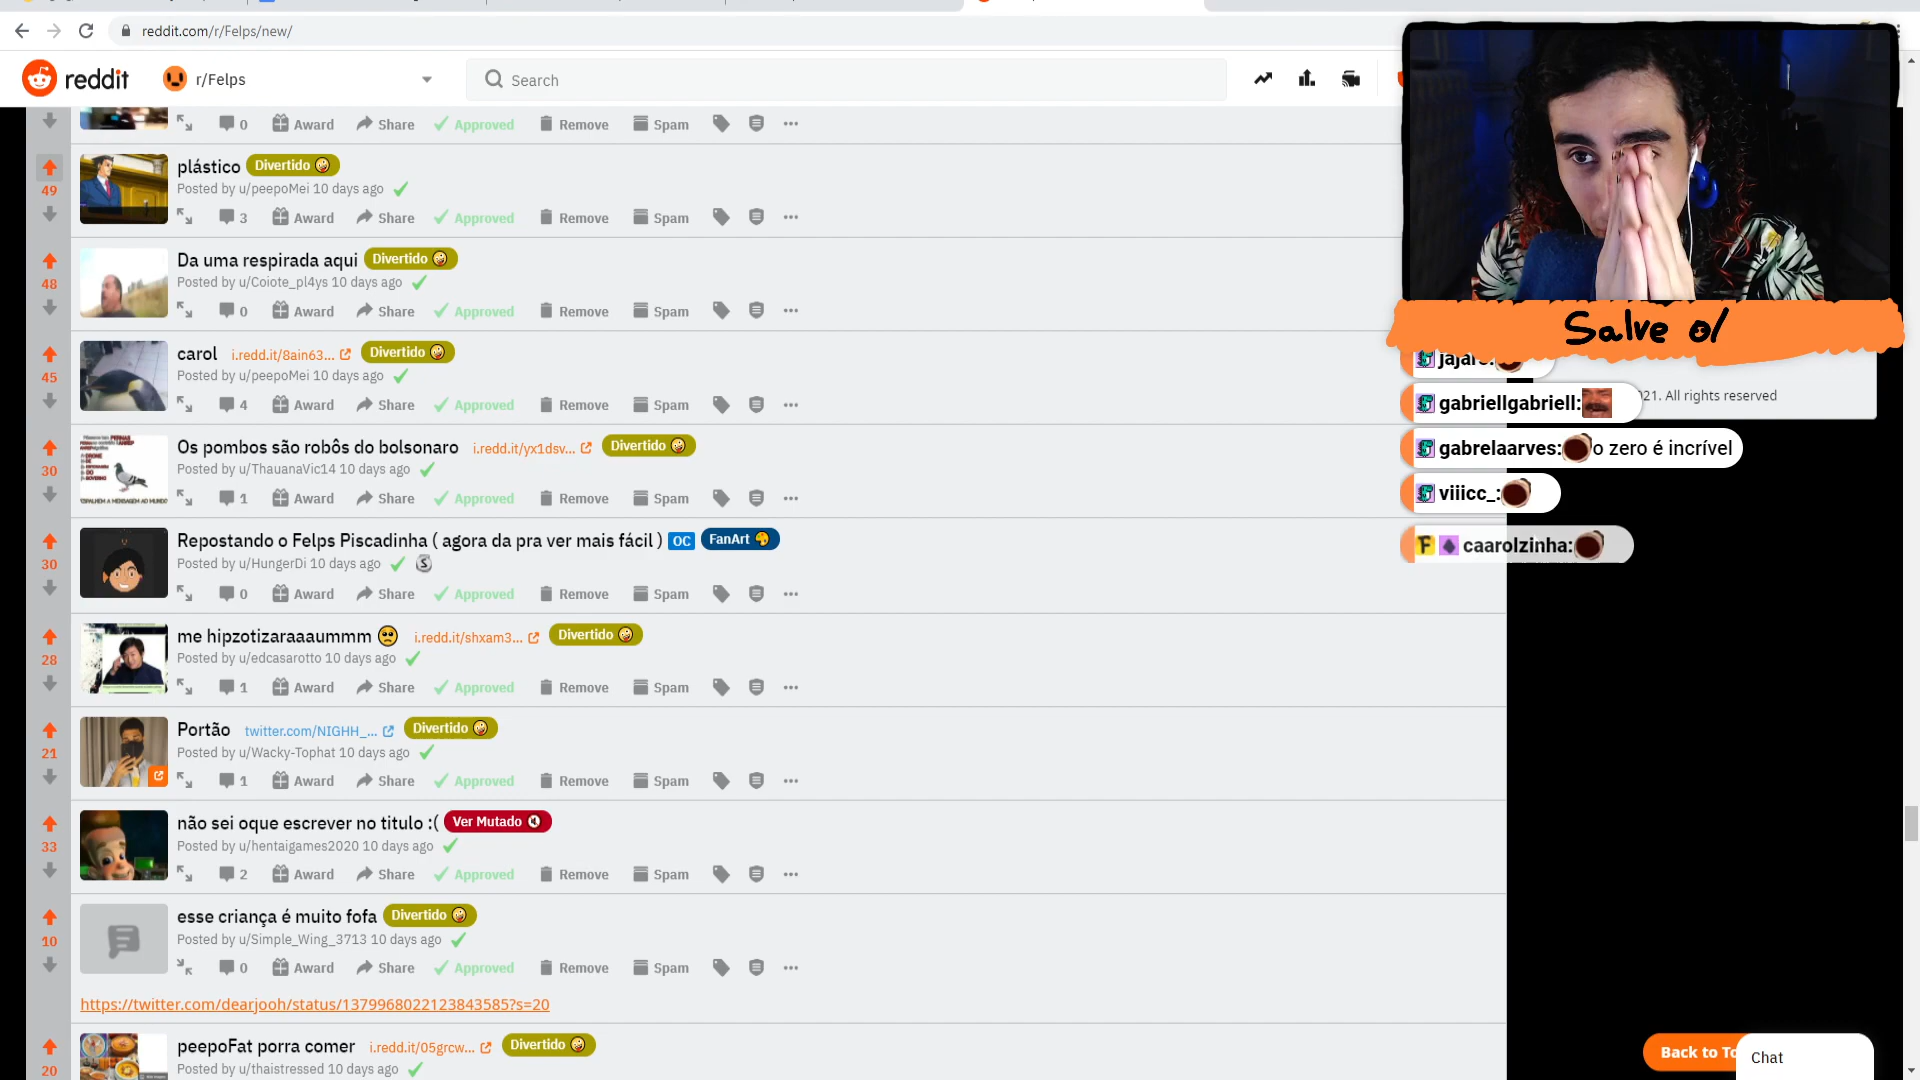 reddit.com/r/Felps/new/
reddit
r/Felps
Search
0 Award Share Approved Remove Spam
49
plástico Divertido
Posted by u/peepoMei 10 days ago
3 Award Share Approved Remove Spam
48
Da uma respirada aqui Divertido
Posted by u/Coiote_pl4ys 10 days ago
0 Award Share Approved Remove Spam
45
carol i.redd.it/8ain63... Divertido
Posted by u/peepoMei 10 days ago
4 Award Share Approved Remove Spam
30
Os pombos são robôs do bolsonaro i.redd.it/yx1dsv... Divertido
Posted by u/ThauanaVic14 10 days ago
1 Award Share Approved Remove Spam
30
Repostando o Felps Piscadinha ( agora da pra ver mais fácil ) OC FanArt
Posted by u/HungerDi 10 days ago
0 Award Share Approved Remove Spam
28
me hipzotizaraaaummm 🥺 i.redd.it/shxam3... Divertido
Posted by u/edcasarotto 10 days ago
1 Award Share Approved Remove Spam
21
Portão twitter.com/NIGHH_... Divertido
Posted by u/Wacky-Tophat 10 days ago
1 Award Share Approved Remove Spam
33
não sei oque escrever no titulo :( Ver Mutado
Posted by u/hentaigames2020 10 days ago
2 Award Share Approved Remove Spam
10
esse criança é muito fofa Divertido
Posted by u/Simple_Wing_3713 10 days ago
0 Award Share Approved Remove Spam
https://twitter.com/dearjooh/status/1379968022123843585?s=20
20
peepoFat porra comer i.redd.it/05grcw... Divertido
Posted by u/thaistressed 10 days ago
Salve o/
gabriellgabriell:
21. All rights reserved
gabrelaarves: o zero é incrível
viiicc_:
caarolzinha:
Back to To
Chat